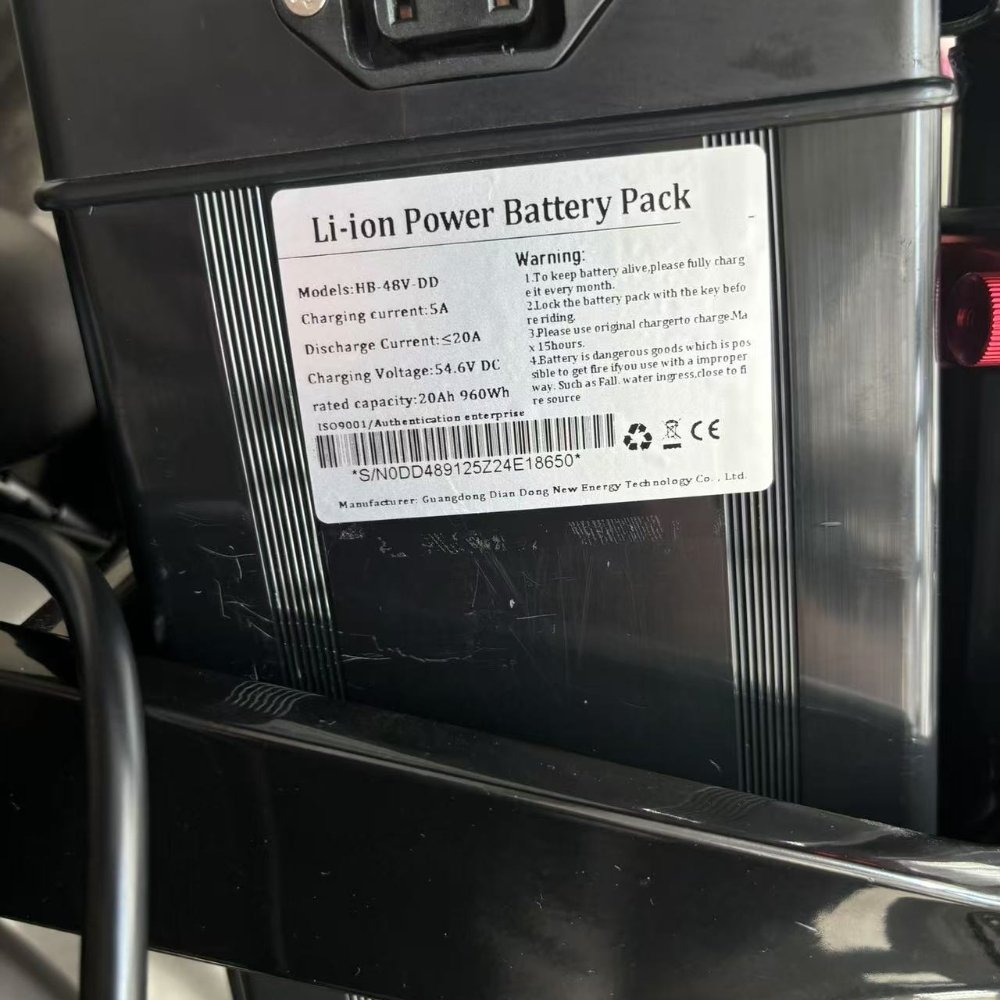 Li-ion Power Battery Pack
Models:HB-48V-DD
Charging current:5A
Discharge Current:≤20A
Charging Voltage:54.6V DC
rated capacity:20Ah 960Wh
ISO9001/Authentication enterprise
Warning:
1.To keep battery alive,please fully charg
e it every month.
2.Lock the battery pack with the key befo
re riding.
3.Please use original chargerto charge.Ma
x 15hours.
4.Battery is dangerous goods which is pos
sible to get fire ifyou use with a improper
way. Such as Fall. water ingress.close to fi
re source
CE
*S/N0DD489125Z24E18650*
Manufacturer: Guangdong Dian Dong New Energy Technology Co., Ltd.